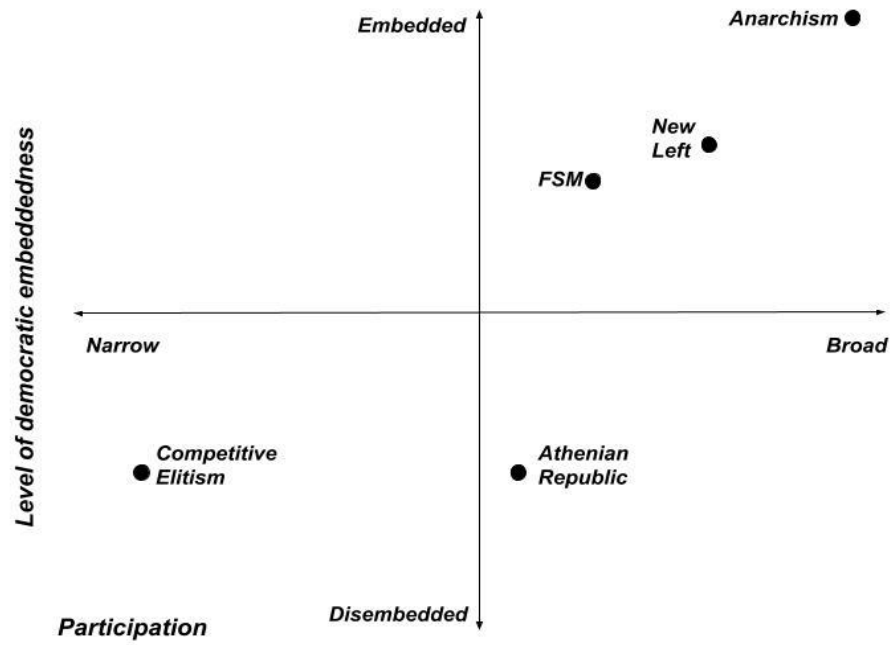 Embedded
Anarchism
New
Left
FSM
Level of democratic embeddedness
Narrow
Broad
Competitive
Elitism
Athenian
Republic
Disembedded
Participation